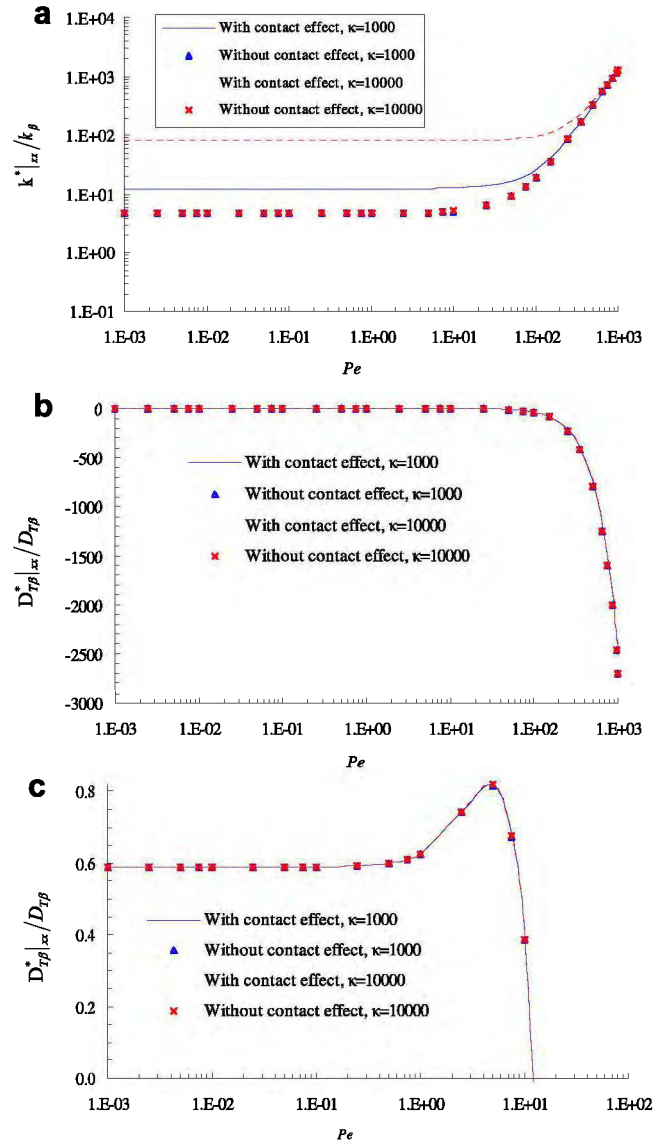 a
1.E+04
1.E+03
1.E+02
1.E+01
1.E+00
1.E-01
k*|xx/kβ
With contact effect, κ=1000
Without contact effect, κ=1000
With contact effect, κ=10000
Without contact effect, κ=10000
1.E-03 1.E-02 1.E-01 1.E+00 1.E+01 1.E+02 1.E+03
Pe
b
0
-500
-1000
-1500
-2000
-2500
-3000
D*Tβ|xx/DTβ
With contact effect, κ=1000
Without contact effect, κ=1000
With contact effect, κ=10000
Without contact effect, κ=10000
1.E-03 1.E-02 1.E-01 1.E+00 1.E+01 1.E+02 1.E+03
Pe
c
0.8
0.6
0.4
0.2
0.0
D*Tβ|xx/DTβ
With contact effect, κ=1000
Without contact effect, κ=1000
With contact effect, κ=10000
Without contact effect, κ=10000
1.E-03 1.E-02 1.E-01 1.E+00 1.E+01 1.E+02
Pe